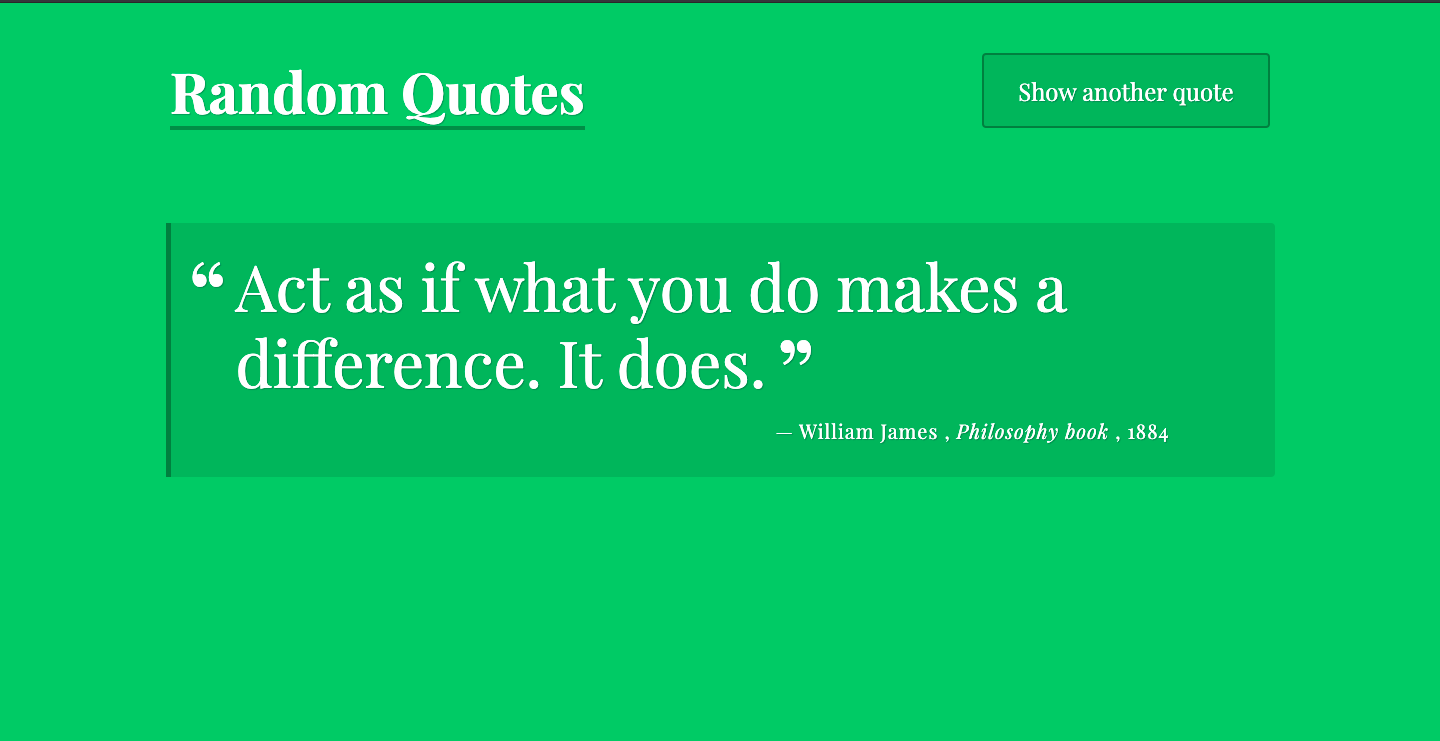 Random Quotes
Show another quote
“ Act as if what you do makes a
difference. It does. ”
— William James , Philosophy book , 1884